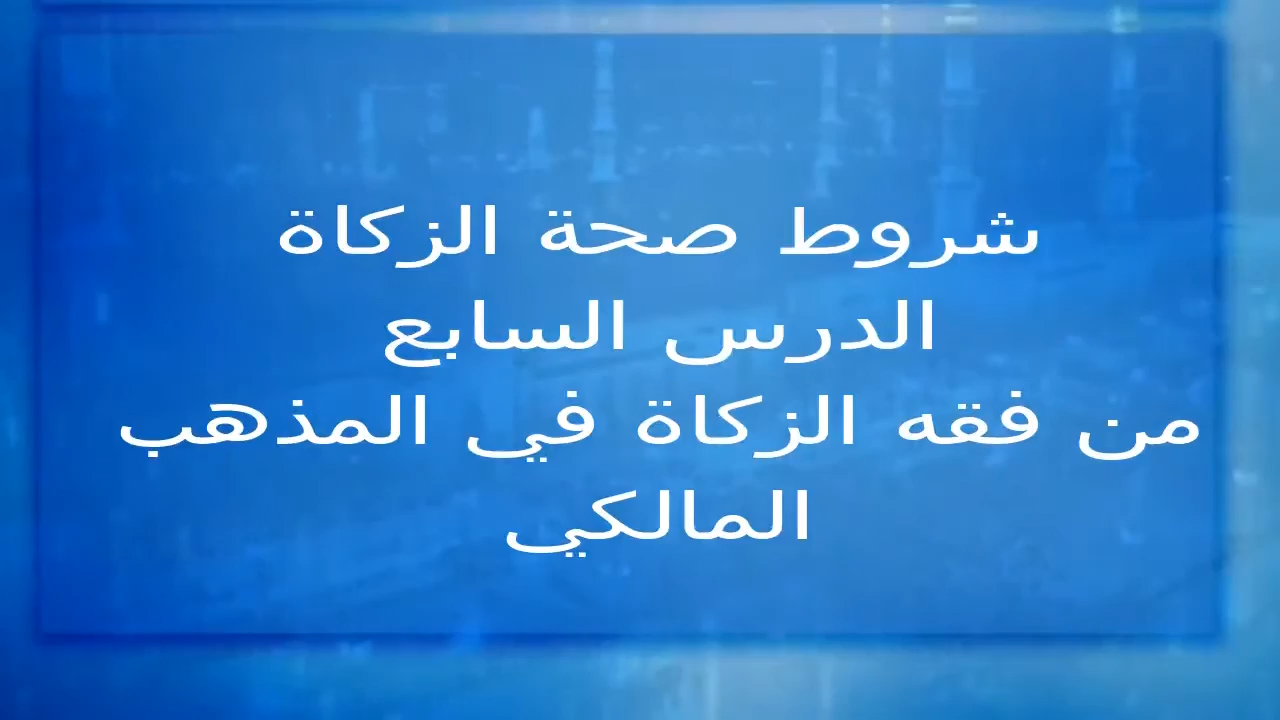 شروط صحة الزكاة
الدرس السابع
من فقه الزكاة في المذهب
المالكي